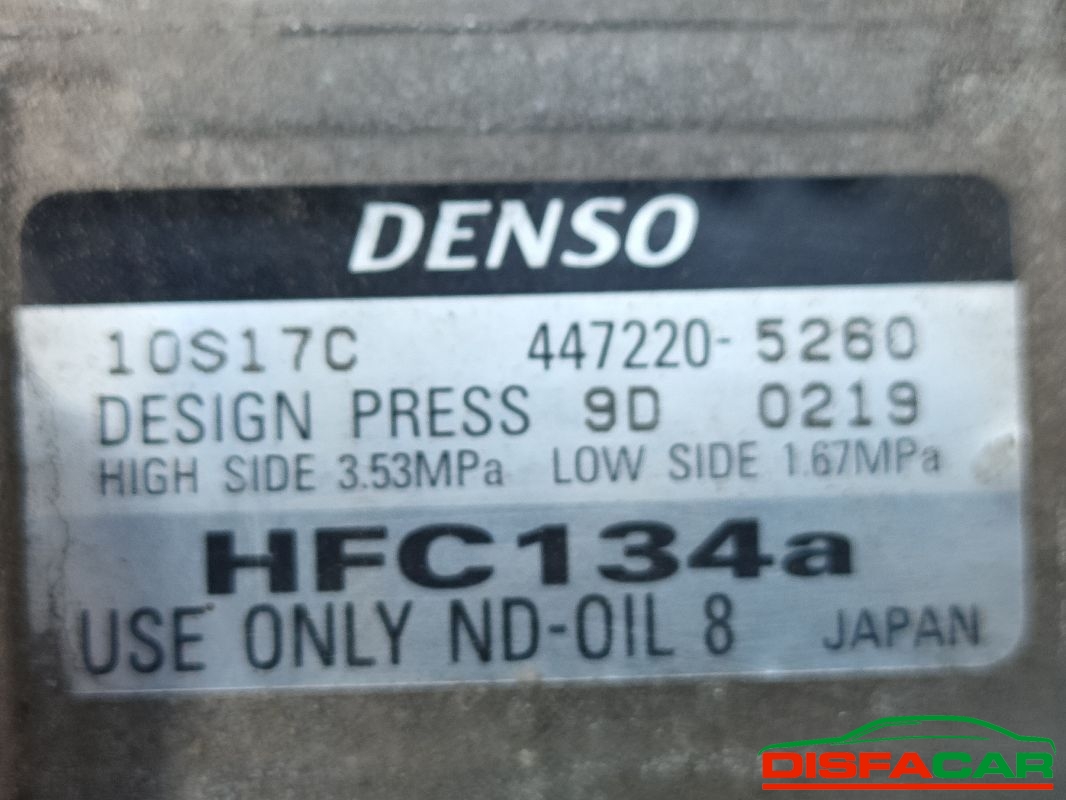 DENSO
10S17C 447220-5260
DESIGN PRESS 9D 0219
HIGH SIDE 3.53MPa LOW SIDE 1.67MPa
HFC134a
USE ONLY ND-OIL 8 JAPAN
DISFACAR